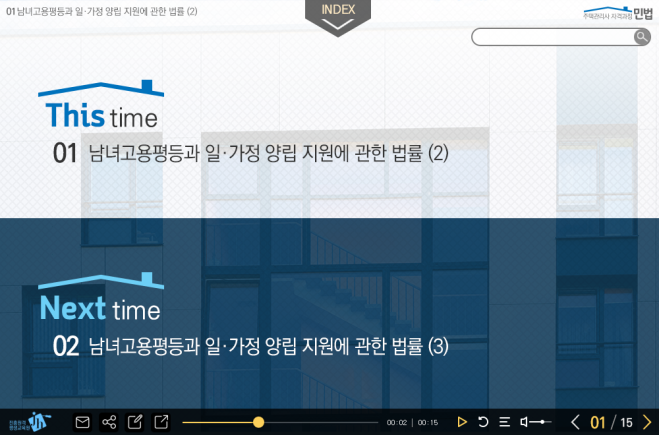 01 남녀고용평등과 일·가정 양립 지원에 관한 법률 (2)
INDEX
주택관리사 자격과정 민법
This time
01 남녀고용평등과 일·가정 양립 지원에 관한 법률 (2)
Next time
02 남녀고용평등과 일·가정 양립 지원에 관한 법률 (3)
00:02 | 00:15
01 / 15